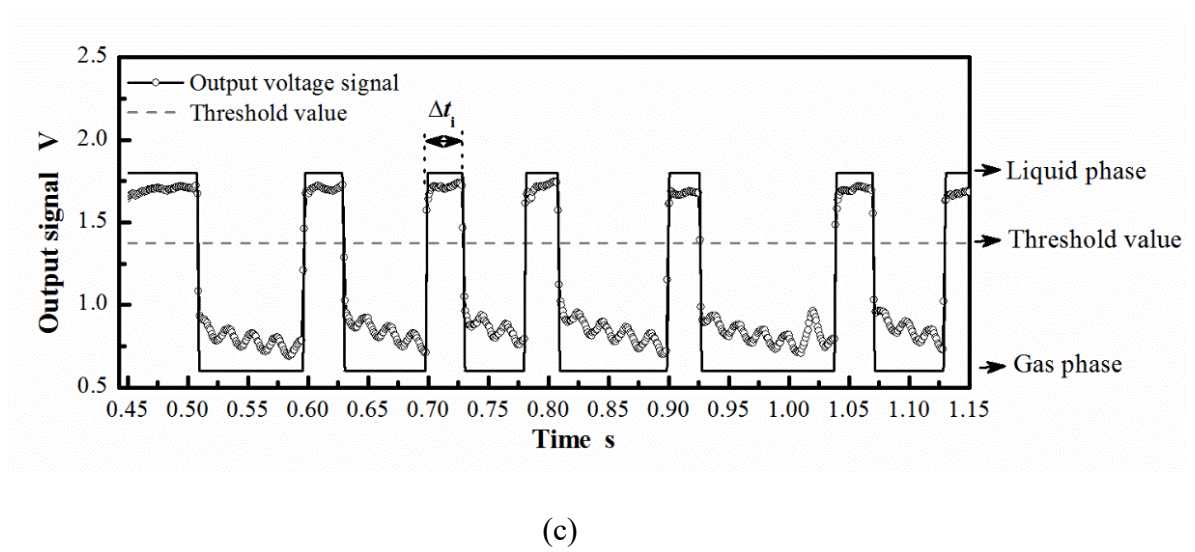 2.5
2.0
1.5
1.0
0.5
Output signal V
Output voltage signal
Threshold value
Δti
Liquid phase
Threshold value
Gas phase
0.45 0.50 0.55 0.60 0.65 0.70 0.75 0.80 0.85 0.90 0.95 1.00 1.05 1.10 1.15
Time s
(c)